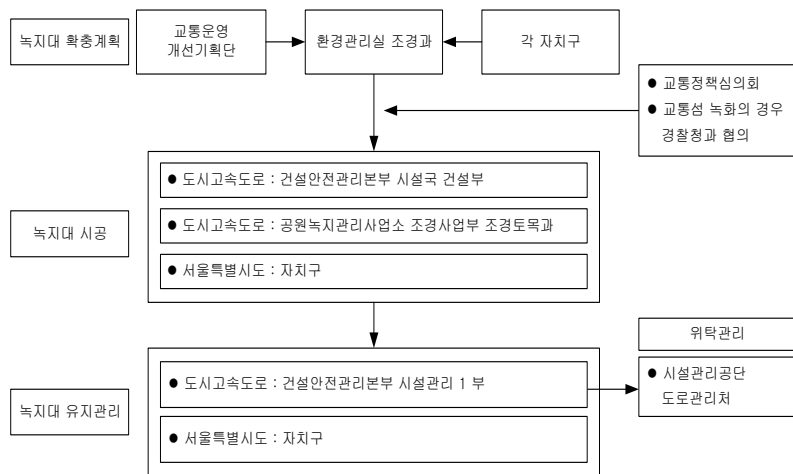 녹지대 확충계획
교통운영
개선기획단
환경관리실 조경과
각 자치구
● 교통정책심의회
● 교통섬 녹화의 경우
경찰청과 협의
녹지대 시공
● 도시고속도로 : 건설안전관리본부 시설국 건설부
● 도시고속도로 : 공원녹지관리사업소 조경사업부 조경토목과
● 서울특별시도 : 자치구
녹지대 유지관리
● 도시고속도로 : 건설안전관리본부 시설관리 1 부
● 서울특별시도 : 자치구
위탁관리
● 시설관리공단
도로관리처